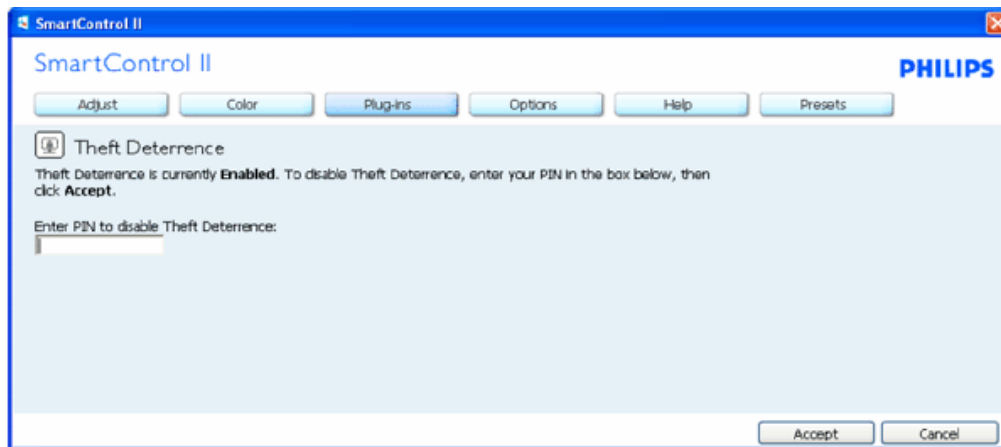 SmartControl II
SmartControl II
PHILIPS
Adjust Color Plug-ins Options Help Presets
Theft Deterrence
Theft Deterrence is currently Enabled. To disable Theft Deterrence, enter your PIN in the box below, then
click Accept.
Enter PIN to disable Theft Deterrence:
Accept Cancel